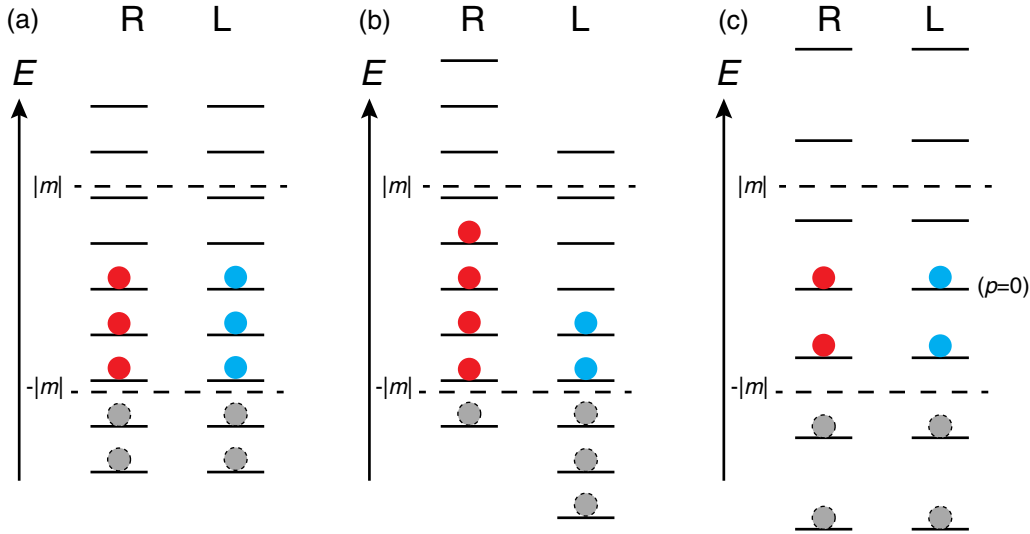 (a) R L (b) R L (c) R L
E E E
|m| |m| |m|
(p=0)
-|m| -|m| -|m|